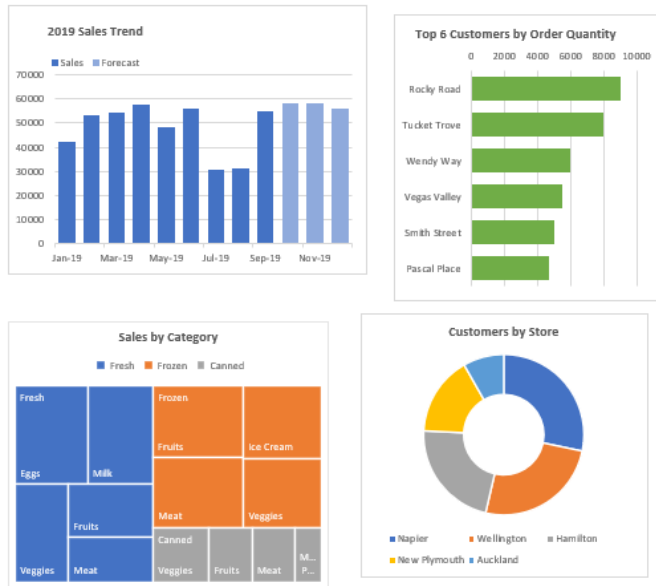 2019 Sales Trend
Sales Forecast
70000
60000
50000
40000
30000
20000
10000
0
Jan-19 Mar-19 May-19 Jul-19 Sep-19 Nov-19
Top 6 Customers by Order Quantity
0 2000 4000 6000 8000 10000
Rocky Road
Tucket Trove
Wendy Way
Vegas Valley
Smith Street
Pascal Place
Sales by Category
Fresh Frozen Canned
Fresh
Eggs
Milk
Veggies
Fruits
Meat
Frozen
Fruits
Ice Cream
Meat
Veggies
Canned
Veggies
Fruits
Meat
M...
P...
Customers by Store
Napier Wellington Hamilton
New Plymouth Auckland